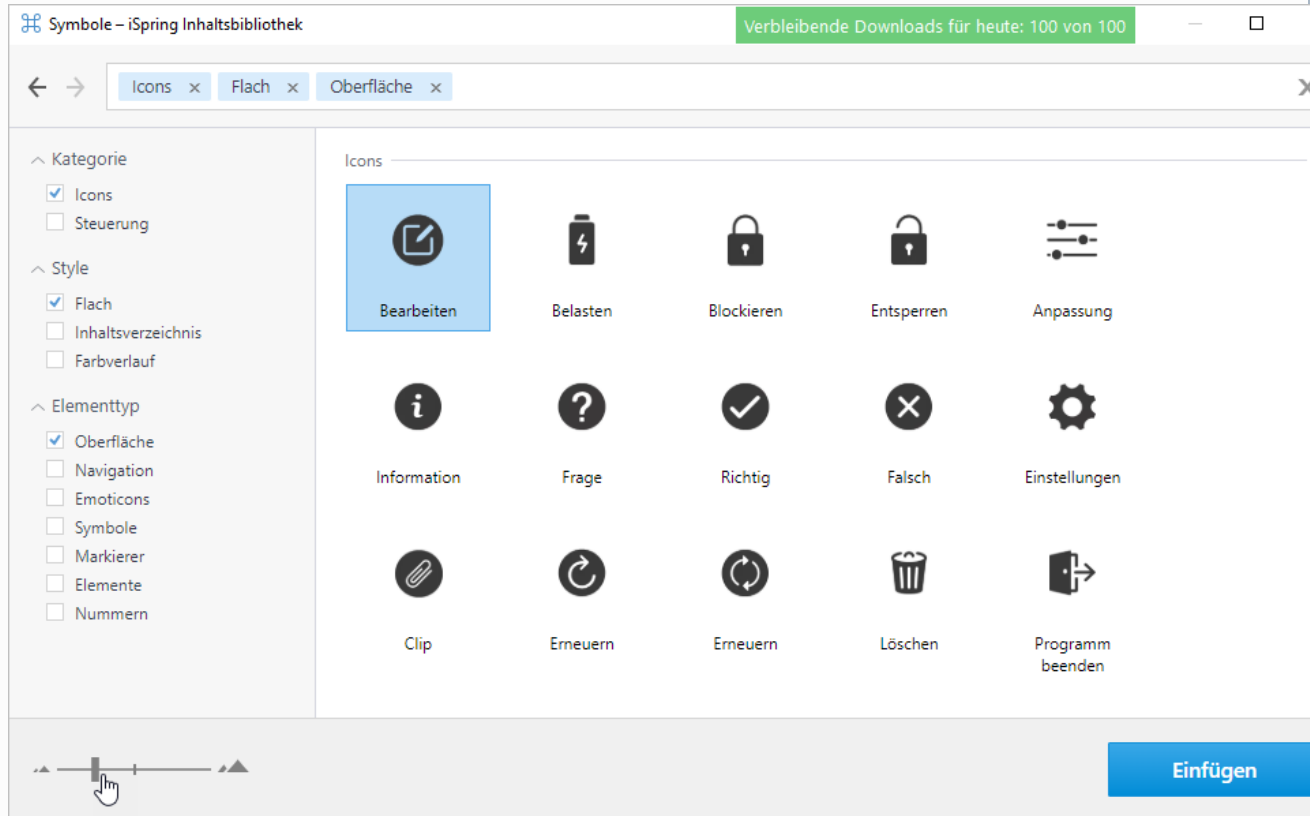 Symbole – iSpring Inhaltsbibliothek
Verbleibende Downloads für heute: 100 von 100
Icons × Flach × Oberfläche ×
Kategorie
Icons
Steuerung
Style
Flach
Inhaltsverzeichnis
Farbverlauf
Elementtyp
Oberfläche
Navigation
Emoticons
Symbole
Markierer
Elemente
Nummern
Icons
Bearbeiten Belasten Blockieren Entsperren Anpassung
Information Frage Richtig Falsch Einstellungen
Clip Erneuern Erneuern Löschen Programm
beenden
Einfügen